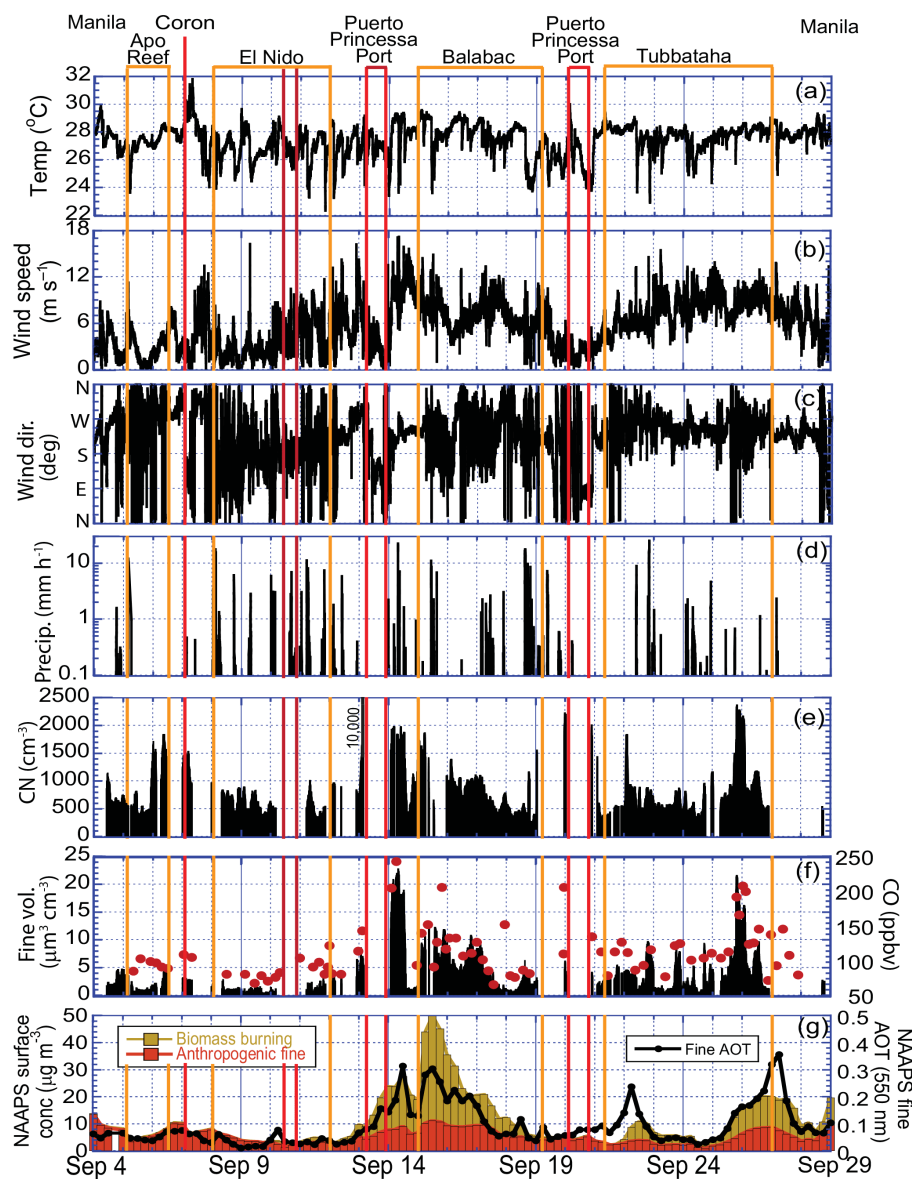 Manila
Coron
Apo
Reef
El Nido
Puerto
Princessa
Port
Balabac
Puerto
Princessa
Port
Tubbataha
Manila
(a)
Temp (°C)
32
30
28
26
24
22
(b)
Wind speed
(m s⁻¹)
18
12
6
0
(c)
Wind dir.
(deg)
N
W
S
E
N
(d)
Precip. (mm h⁻¹)
10
1
0.1
(e)
CN (cm⁻³)
2500
2000
1500
1000
500
0
10,000
(f)
Fine vol.
(µm³ cm⁻³)
25
20
15
10
5
0
250
200
150
100
50
CO (ppbv)
(g)
NAAPS surface
conc (µg m⁻³)
50
40
30
20
10
0
Biomass burning
Anthropogenic fine
Fine AOT
0.5
0.4
0.3
0.2
0.1
0
NAAPS fine
AOT (550 nm)
Sep 4
Sep 9
Sep 14
Sep 19
Sep 24
Sep 29